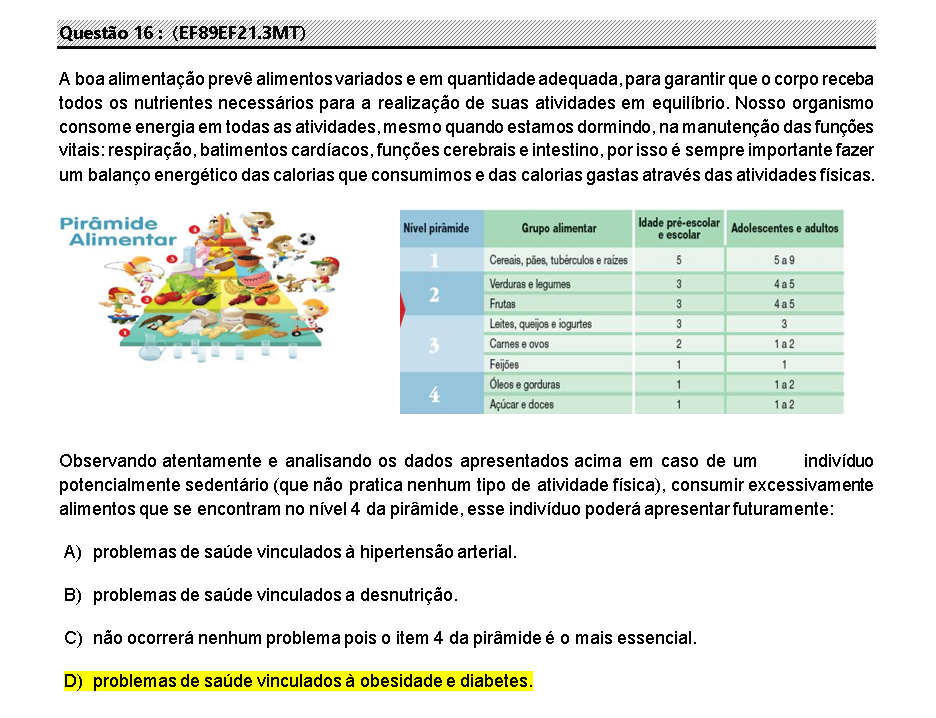 Questão 16 : (EF89EF21.3MT)
A boa alimentação prevê alimentos variados e em quantidade adequada, para garantir que o corpo receba
todos os nutrientes necessários para a realização de suas atividades em equilíbrio. Nosso organismo
consome energia em todas as atividades, mesmo quando estamos dormindo, na manutenção das funções
vitais: respiração, batimentos cardíacos, funções cerebrais e intestino, por isso é sempre importante fazer
um balanço energético das calorias que consumimos e das calorias gastas através das atividades físicas.
Pirâmide
Alimentar
4
3
2
1
Nível pirâmide Grupo alimentar Idade pré-escolar e escolar Adolescentes e adultos
1 Cereais, pães, tubérculos e raízes 5 5 a 9
2 Verduras e legumes 3 4 a 5
Frutas 3 4 a 5
3 Leites, queijos e iogurtes 3 3
Carnes e ovos 2 1 a 2
Feijões 1 1
4 Óleos e gorduras 1 1 a 2
Açúcar e doces 1 1 a 2
Observando atentamente e analisando os dados apresentados acima em caso de um indivíduo
potencialmente sedentário (que não pratica nenhum tipo de atividade física), consumir excessivamente
alimentos que se encontram no nível 4 da pirâmide, esse indivíduo poderá apresentar futuramente:
A) problemas de saúde vinculados à hipertensão arterial.
B) problemas de saúde vinculados a desnutrição.
C) não ocorrerá nenhum problema pois o item 4 da pirâmide é o mais essencial.
D) problemas de saúde vinculados à obesidade e diabetes.